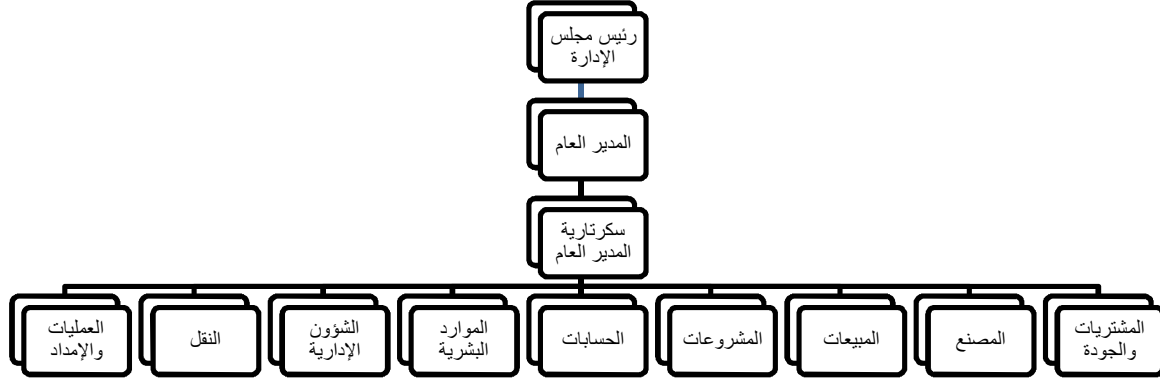 رئيس مجلس
الإدارة
المدير العام
سكرتارية
المدير العام
المشتريات
والجودة
المصنع
المبيعات
المشروعات
الحسابات
الموارد
البشرية
الشؤون
الإدارية
النقل
العمليات
والإمداد